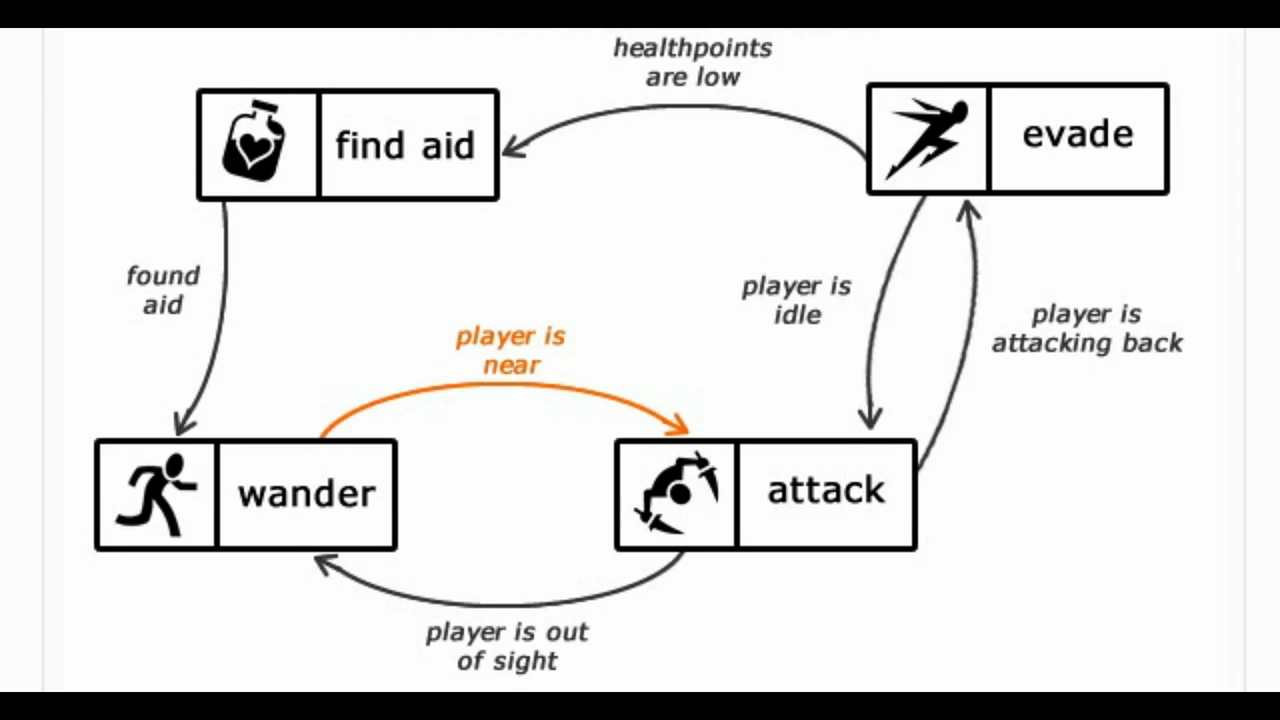 healthpoints
are low
find aid
evade
found
aid
player is
idle
player is
attacking back
player is
near
wander
attack
player is out
of sight